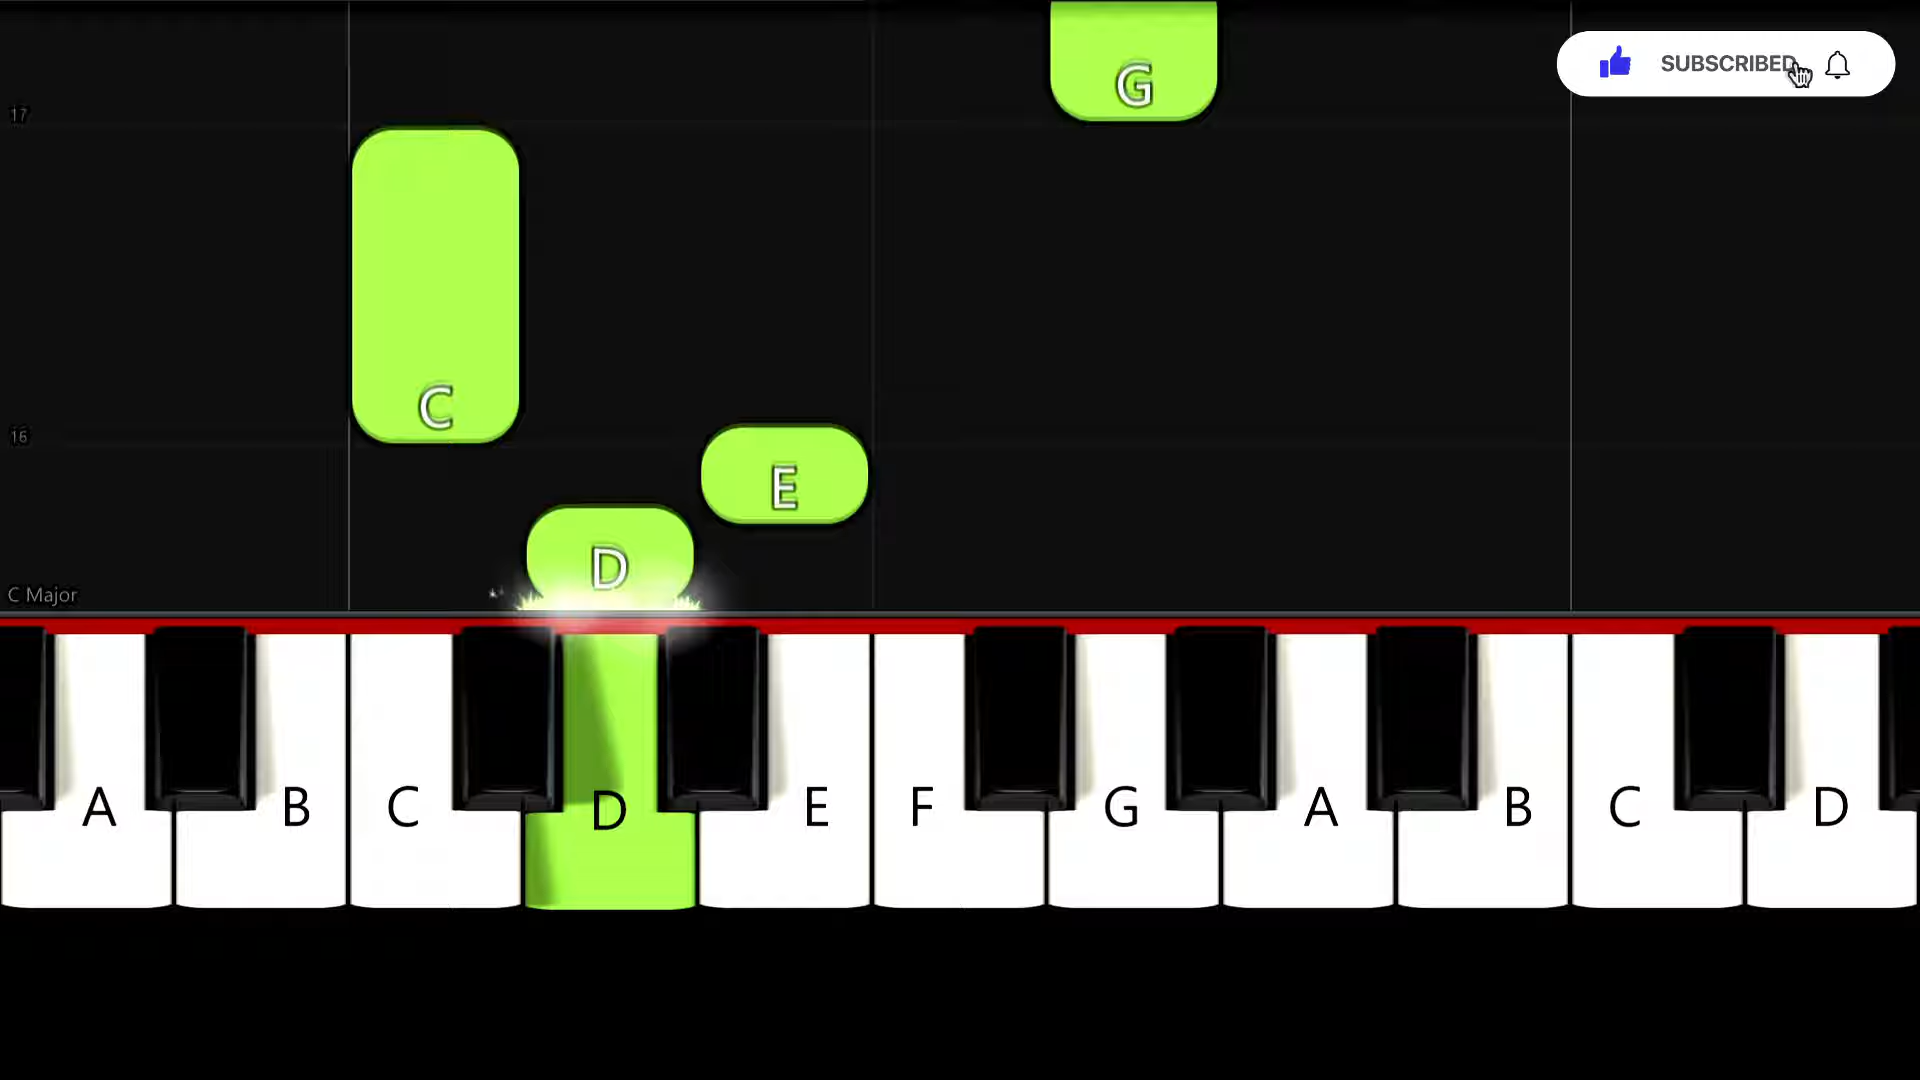 G
SUBSCRIBED
17
C
16
E
D
C Major
A B C D E F G A B C D